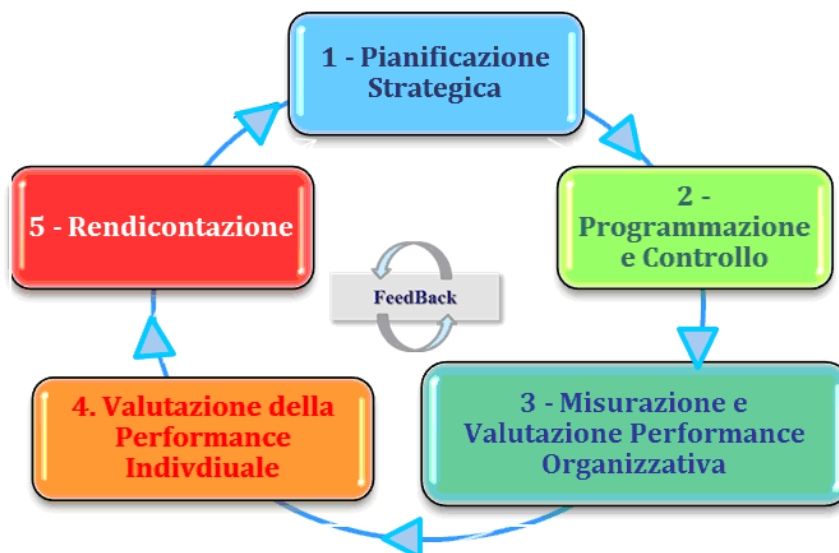 1 - Pianificazione
Strategica
2 -
Programmazione
e Controllo
3 - Misurazione e
Valutazione Performance
Organizzativa
4. Valutazione della
Performance
Indivdiuale
5 - Rendicontazione
FeedBack